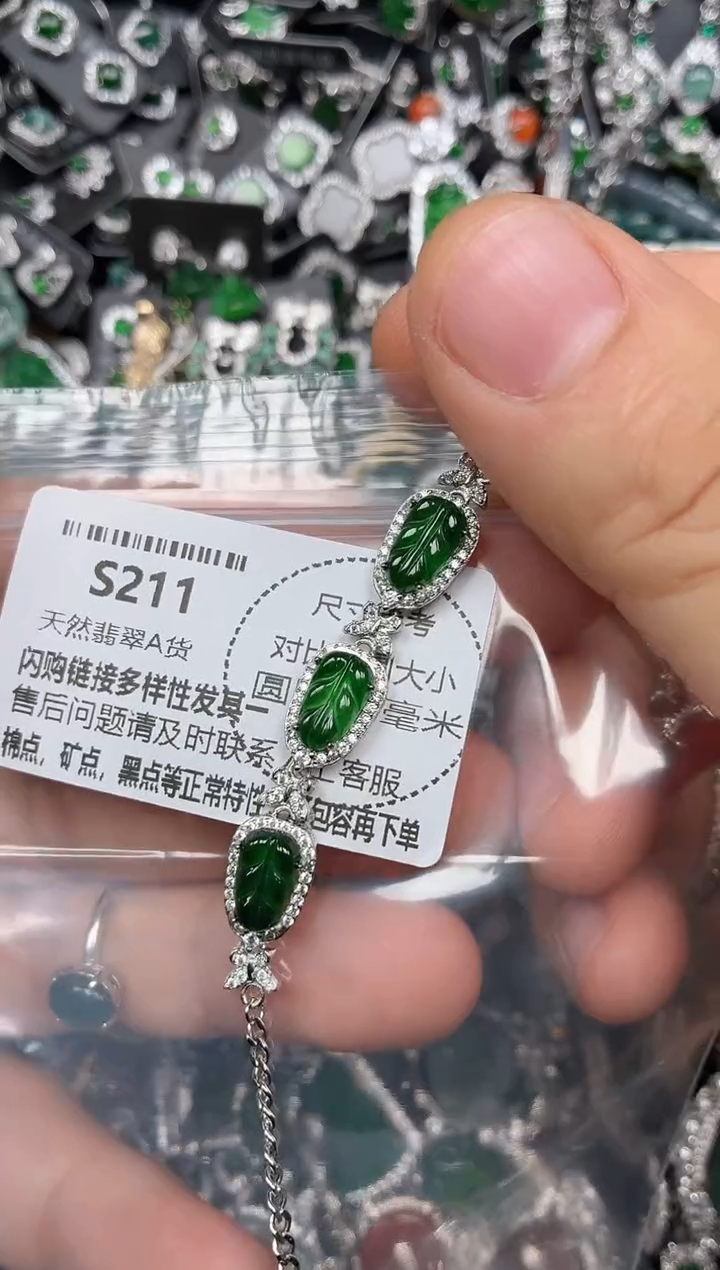 S211
天然翡翠A货
闪购链接多样性发其一
售后问题请及时联系 客服
棉点,矿点,黑点等正常特性 包容再下单
尺寸 考
对比 大小
圆 毫米